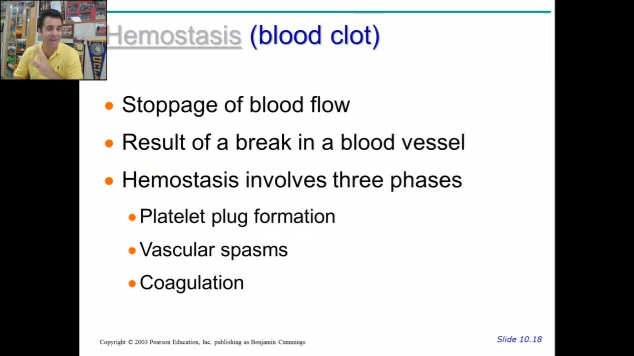 Hemostasis (blood clot)
Stoppage of blood flow
Result of a break in a blood vessel
Hemostasis involves three phases
Platelet plug formation
Vascular spasms
Coagulation
Copyright © 2003 Pearson Education, Inc. publishing as Benjamin Cummings
Slide 10.18